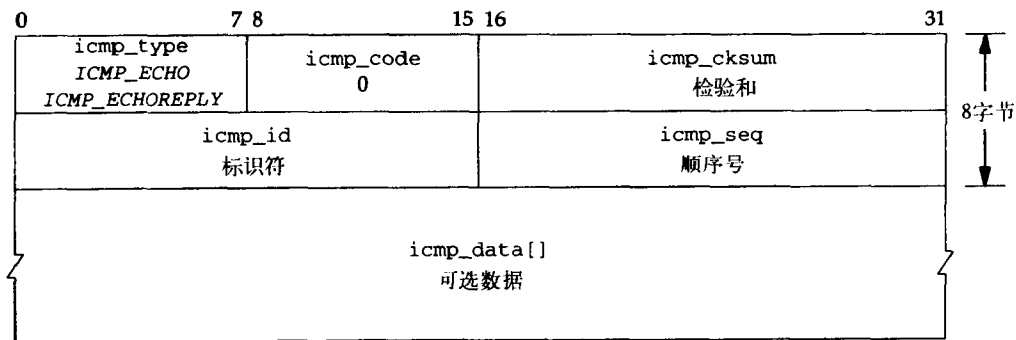 0 7 8 15 16 31
icmp_type
ICMP_ECHO
ICMP_ECHOREPLY
icmp_code
0
icmp_cksum
检验和
8字节
icmp_id
标识符
icmp_seq
顺序号
icmp_data[]
可选数据